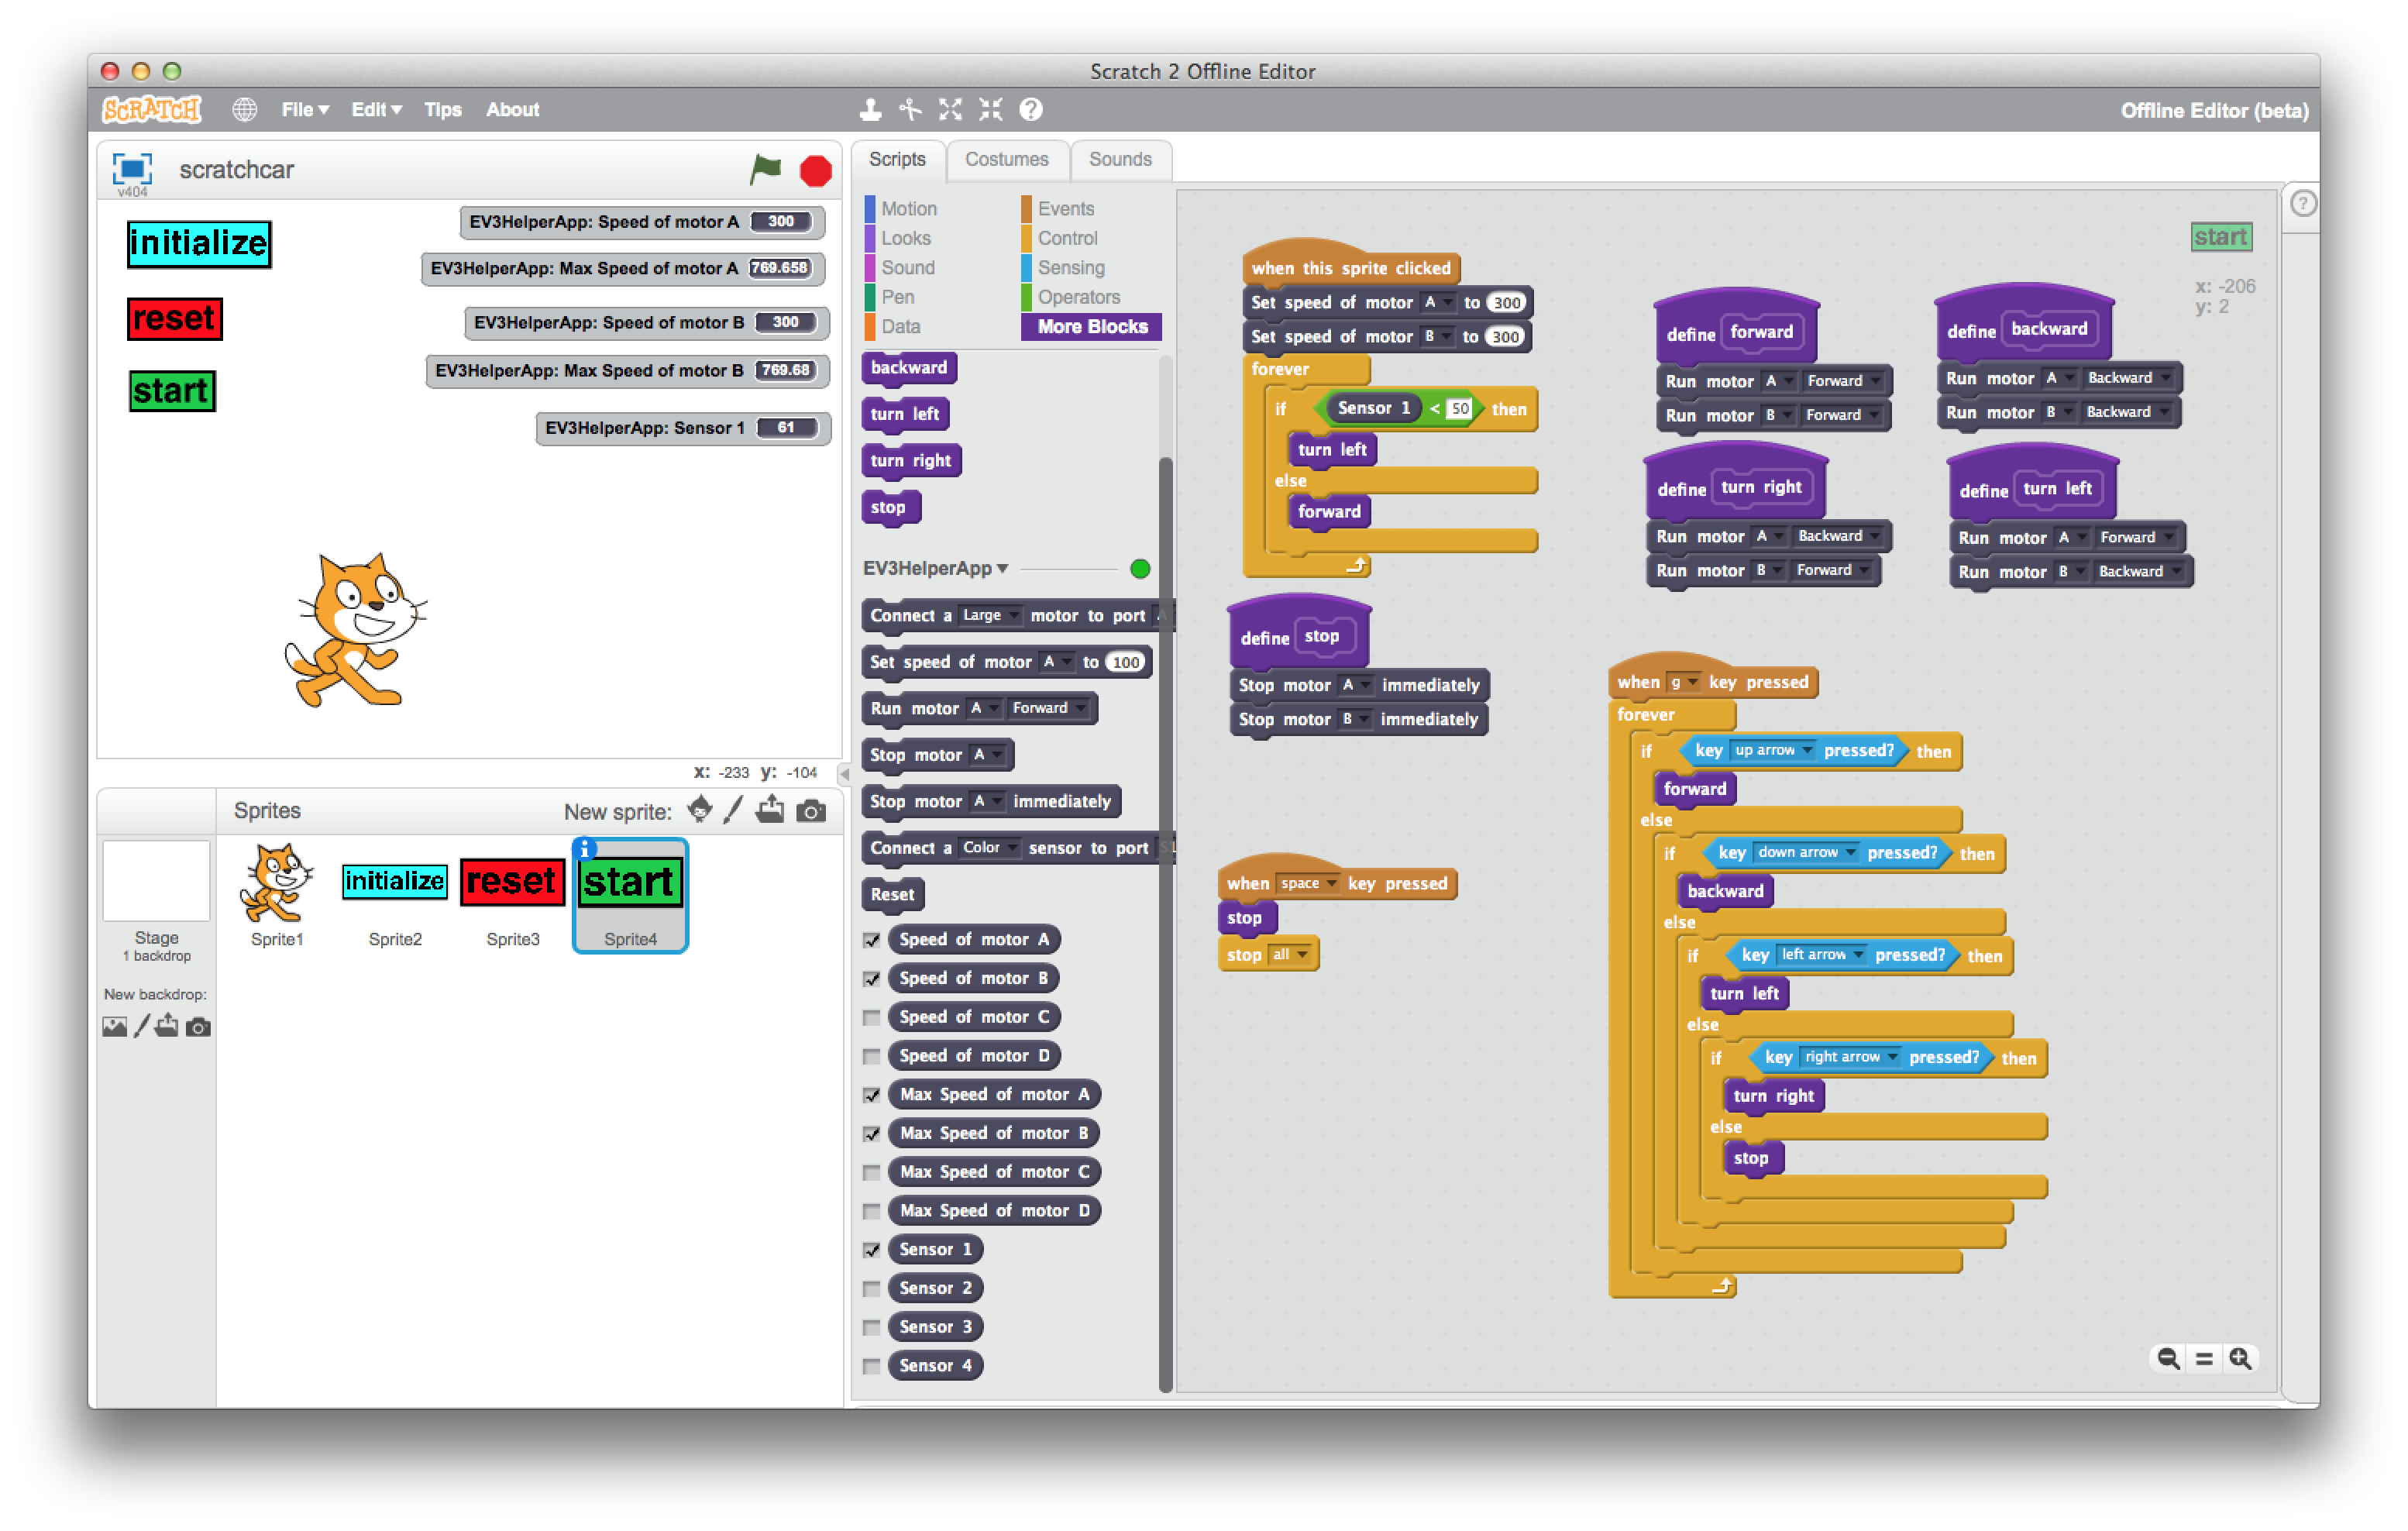 Scratch 2 Offline Editor
SCRATCH File Edit Tips About
Offline Editor (beta)
v404
scratchcar
initialize
reset
start
EV3HelperApp: Speed of motor A 300
EV3HelperApp: Max Speed of motor A 769.658
EV3HelperApp: Speed of motor B 300
EV3HelperApp: Max Speed of motor B 769.68
EV3HelperApp: Sensor 1 61
x: -233 y: -104
Sprites
New sprite:
initialize
reset
start
Sprite1
Sprite2
Sprite3
Sprite4
Stage
1 backdrop
New backdrop:
Scripts
Costumes
Sounds
Motion
Looks
Sound
Pen
Data
Events
Control
Sensing
Operators
More Blocks
backward
turn left
turn right
stop
EV3HelperApp
Connect a Large motor to port
Set speed of motor A to 100
Run motor A Forward
Stop motor A
Stop motor A immediately
Connect a Color sensor to port
Reset
Speed of motor A
Speed of motor B
Speed of motor C
Speed of motor D
Max Speed of motor A
Max Speed of motor B
Max Speed of motor C
Max Speed of motor D
Sensor 1
Sensor 2
Sensor 3
Sensor 4
when this sprite clicked
Set speed of motor A to 300
Set speed of motor B to 300
forever
if Sensor 1 < 50 then
turn left
else
forward
define stop
Stop motor A immediately
Stop motor B immediately
when space key pressed
stop
stop all
define forward
Run motor A Forward
Run motor B Forward
define backward
Run motor A Backward
Run motor B Backward
define turn right
Run motor A Backward
Run motor B Forward
define turn left
Run motor A Forward
Run motor B Backward
when g key pressed
forever
if key up arrow pressed? then
forward
else
if key down arrow pressed? then
backward
else
if key left arrow pressed? then
turn left
else
if key right arrow pressed? then
turn right
else
stop
start
x: -206
y: 2